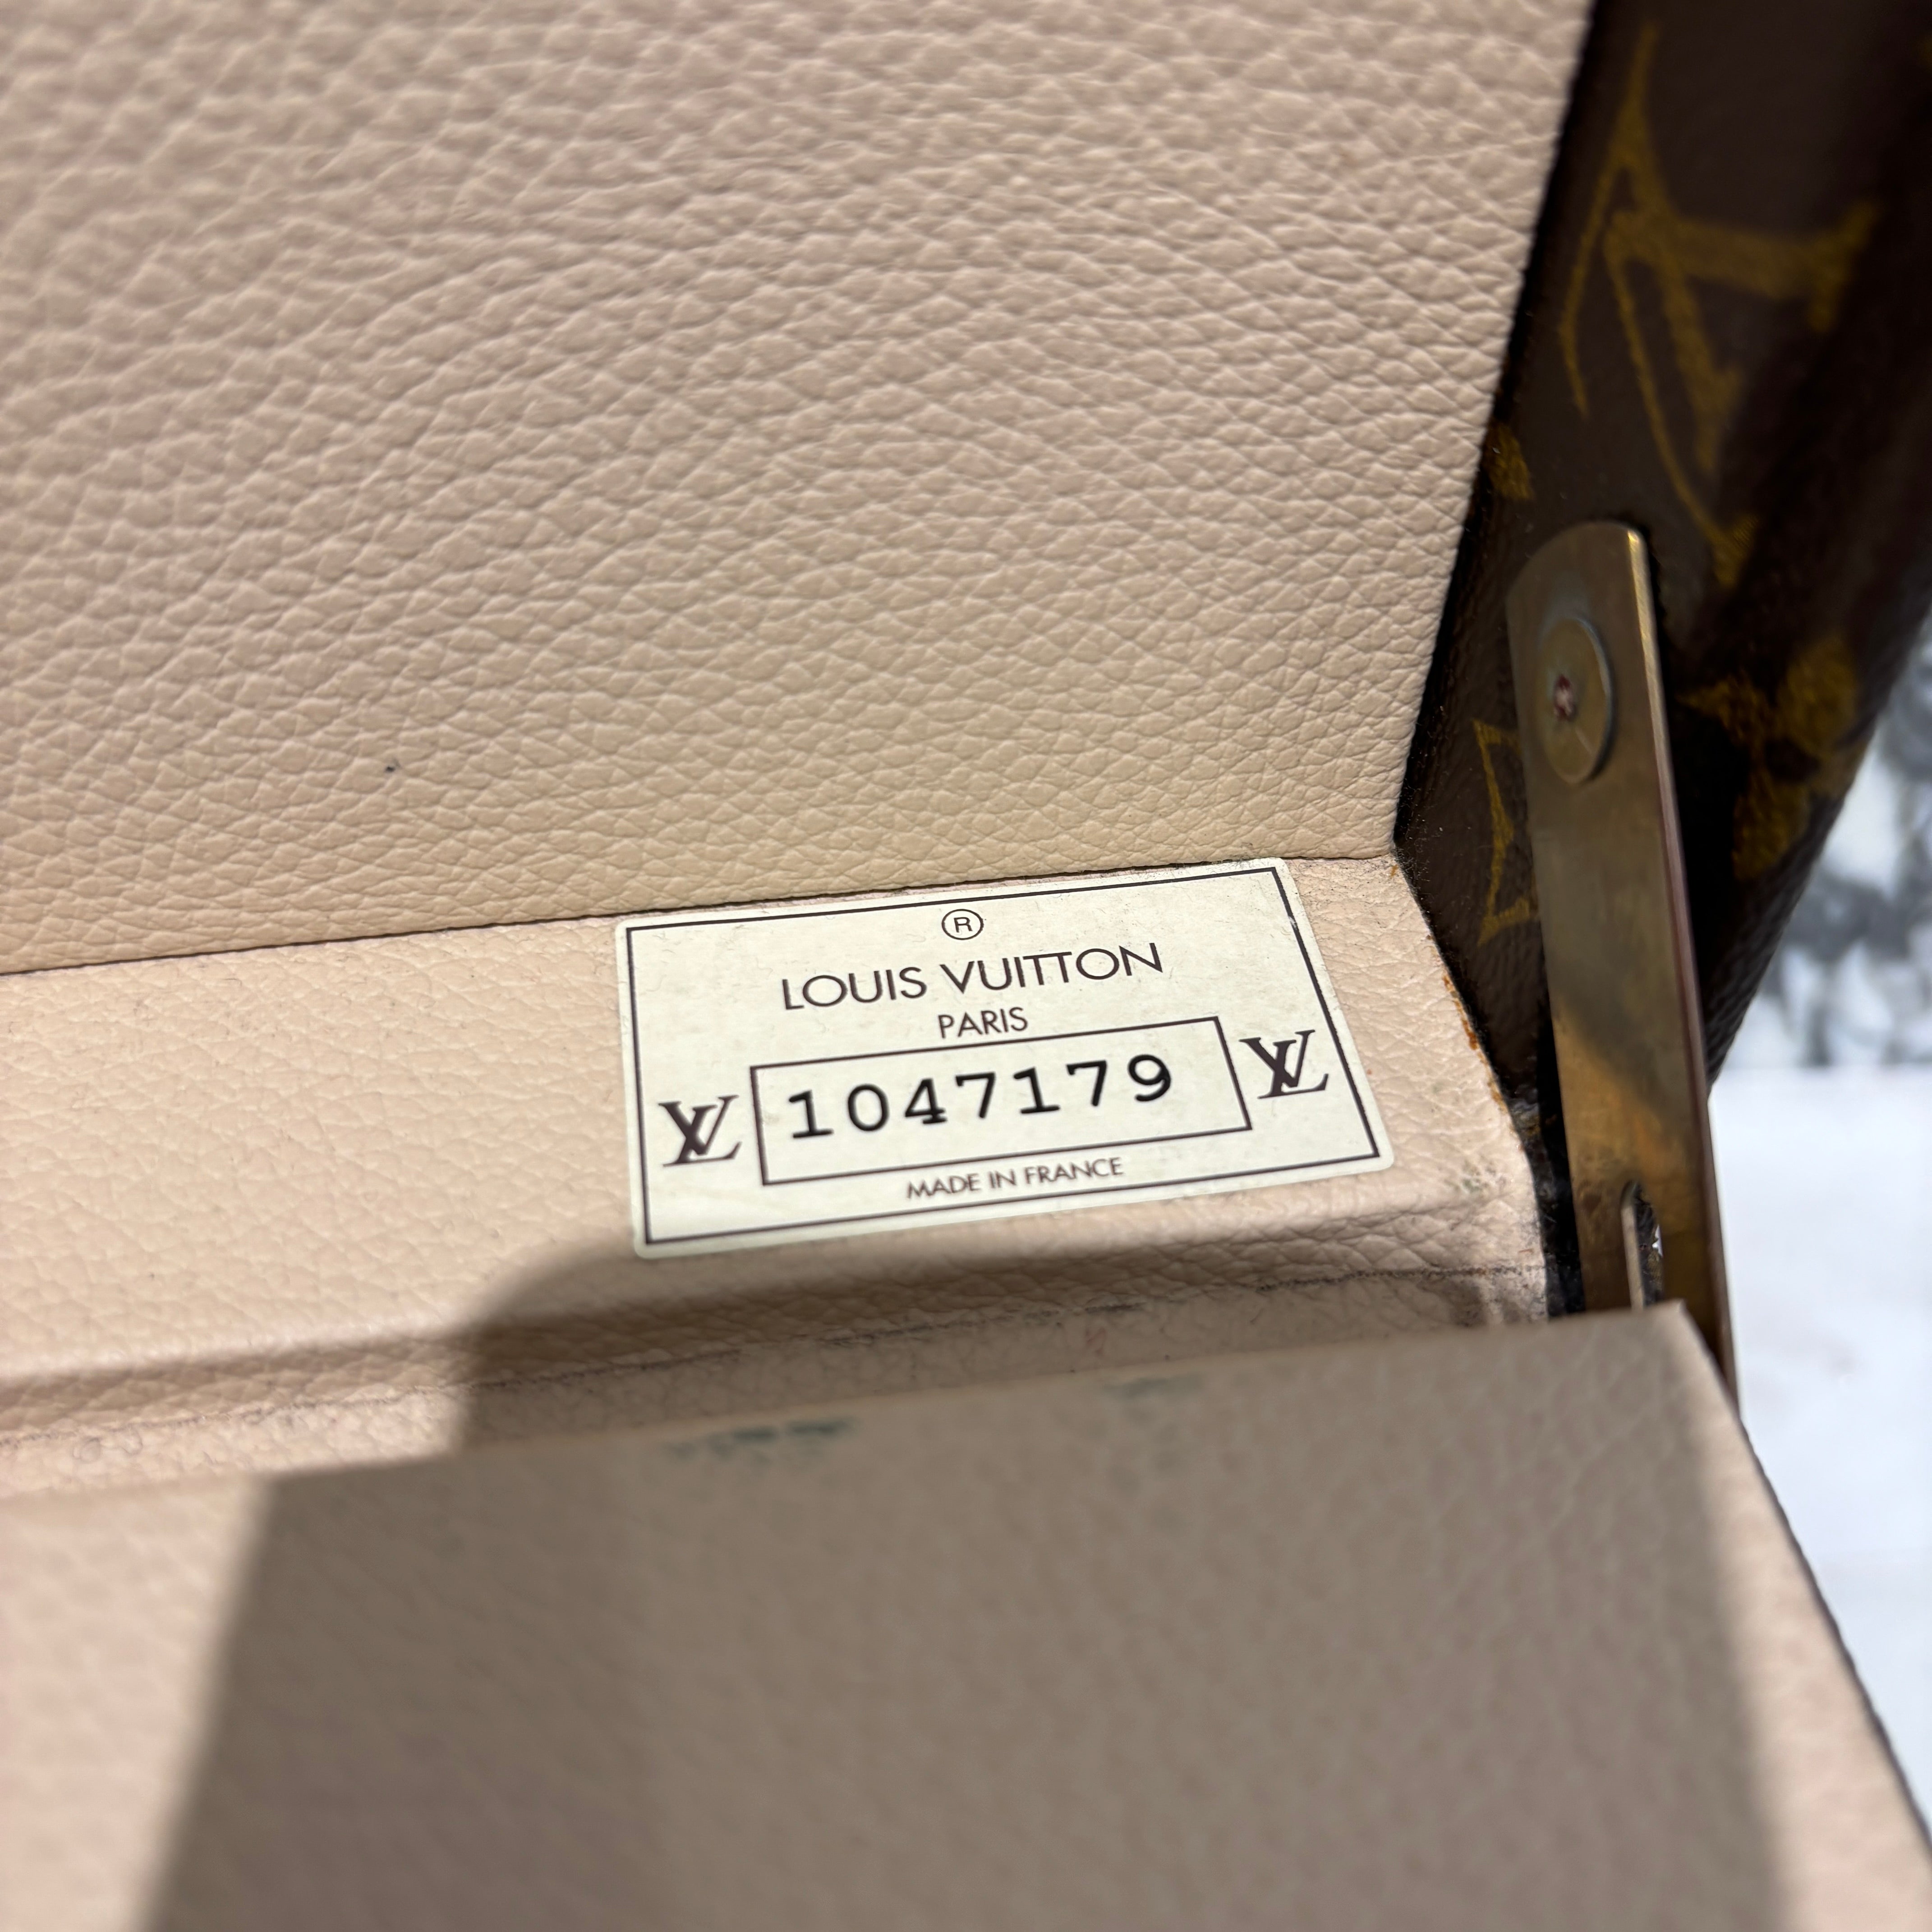 ®
LOUIS VUITTON
PARIS
LV 1047179 LV
MADE IN FRANCE